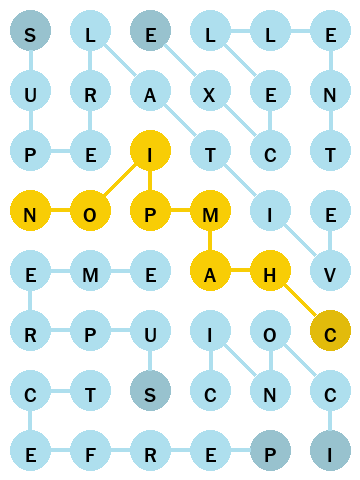 S L E L L E
U R A X E N
P E I T C T
N O P M I E
E M E A H V
R P U I O C
C T S C N C
E F R E P I